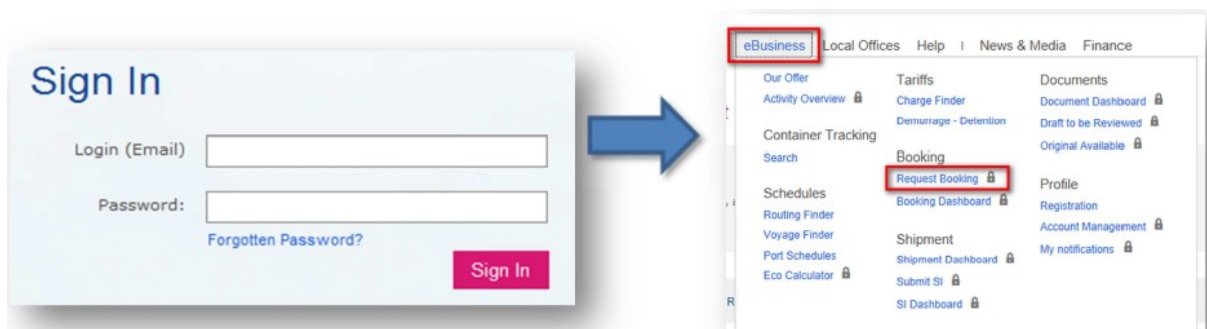 Sign In
Login (Email)
Password:
Forgotten Password?
Sign In
eBusiness Local Offices Help | News & Media Finance
Our Offer
Activity Overview
Container Tracking
Search
Schedules
Routing Finder
Voyage Finder
Port Schedules
Eco Calculator
Tariffs
Charge Finder
Demurrage - Detention
Booking
Request Booking
Booking Dashboard
Shipment
Shipment Dashboard
Submit SI
SI Dashboard
Documents
Document Dashboard
Draft to be Reviewed
Original Available
Profile
Registration
Account Management
My notifications